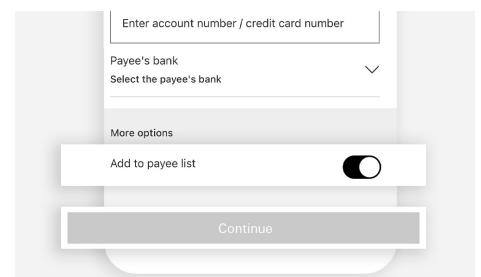 Enter account number / credit card number
Payee's bank
Select the payee's bank
More options
Add to payee list
Continue